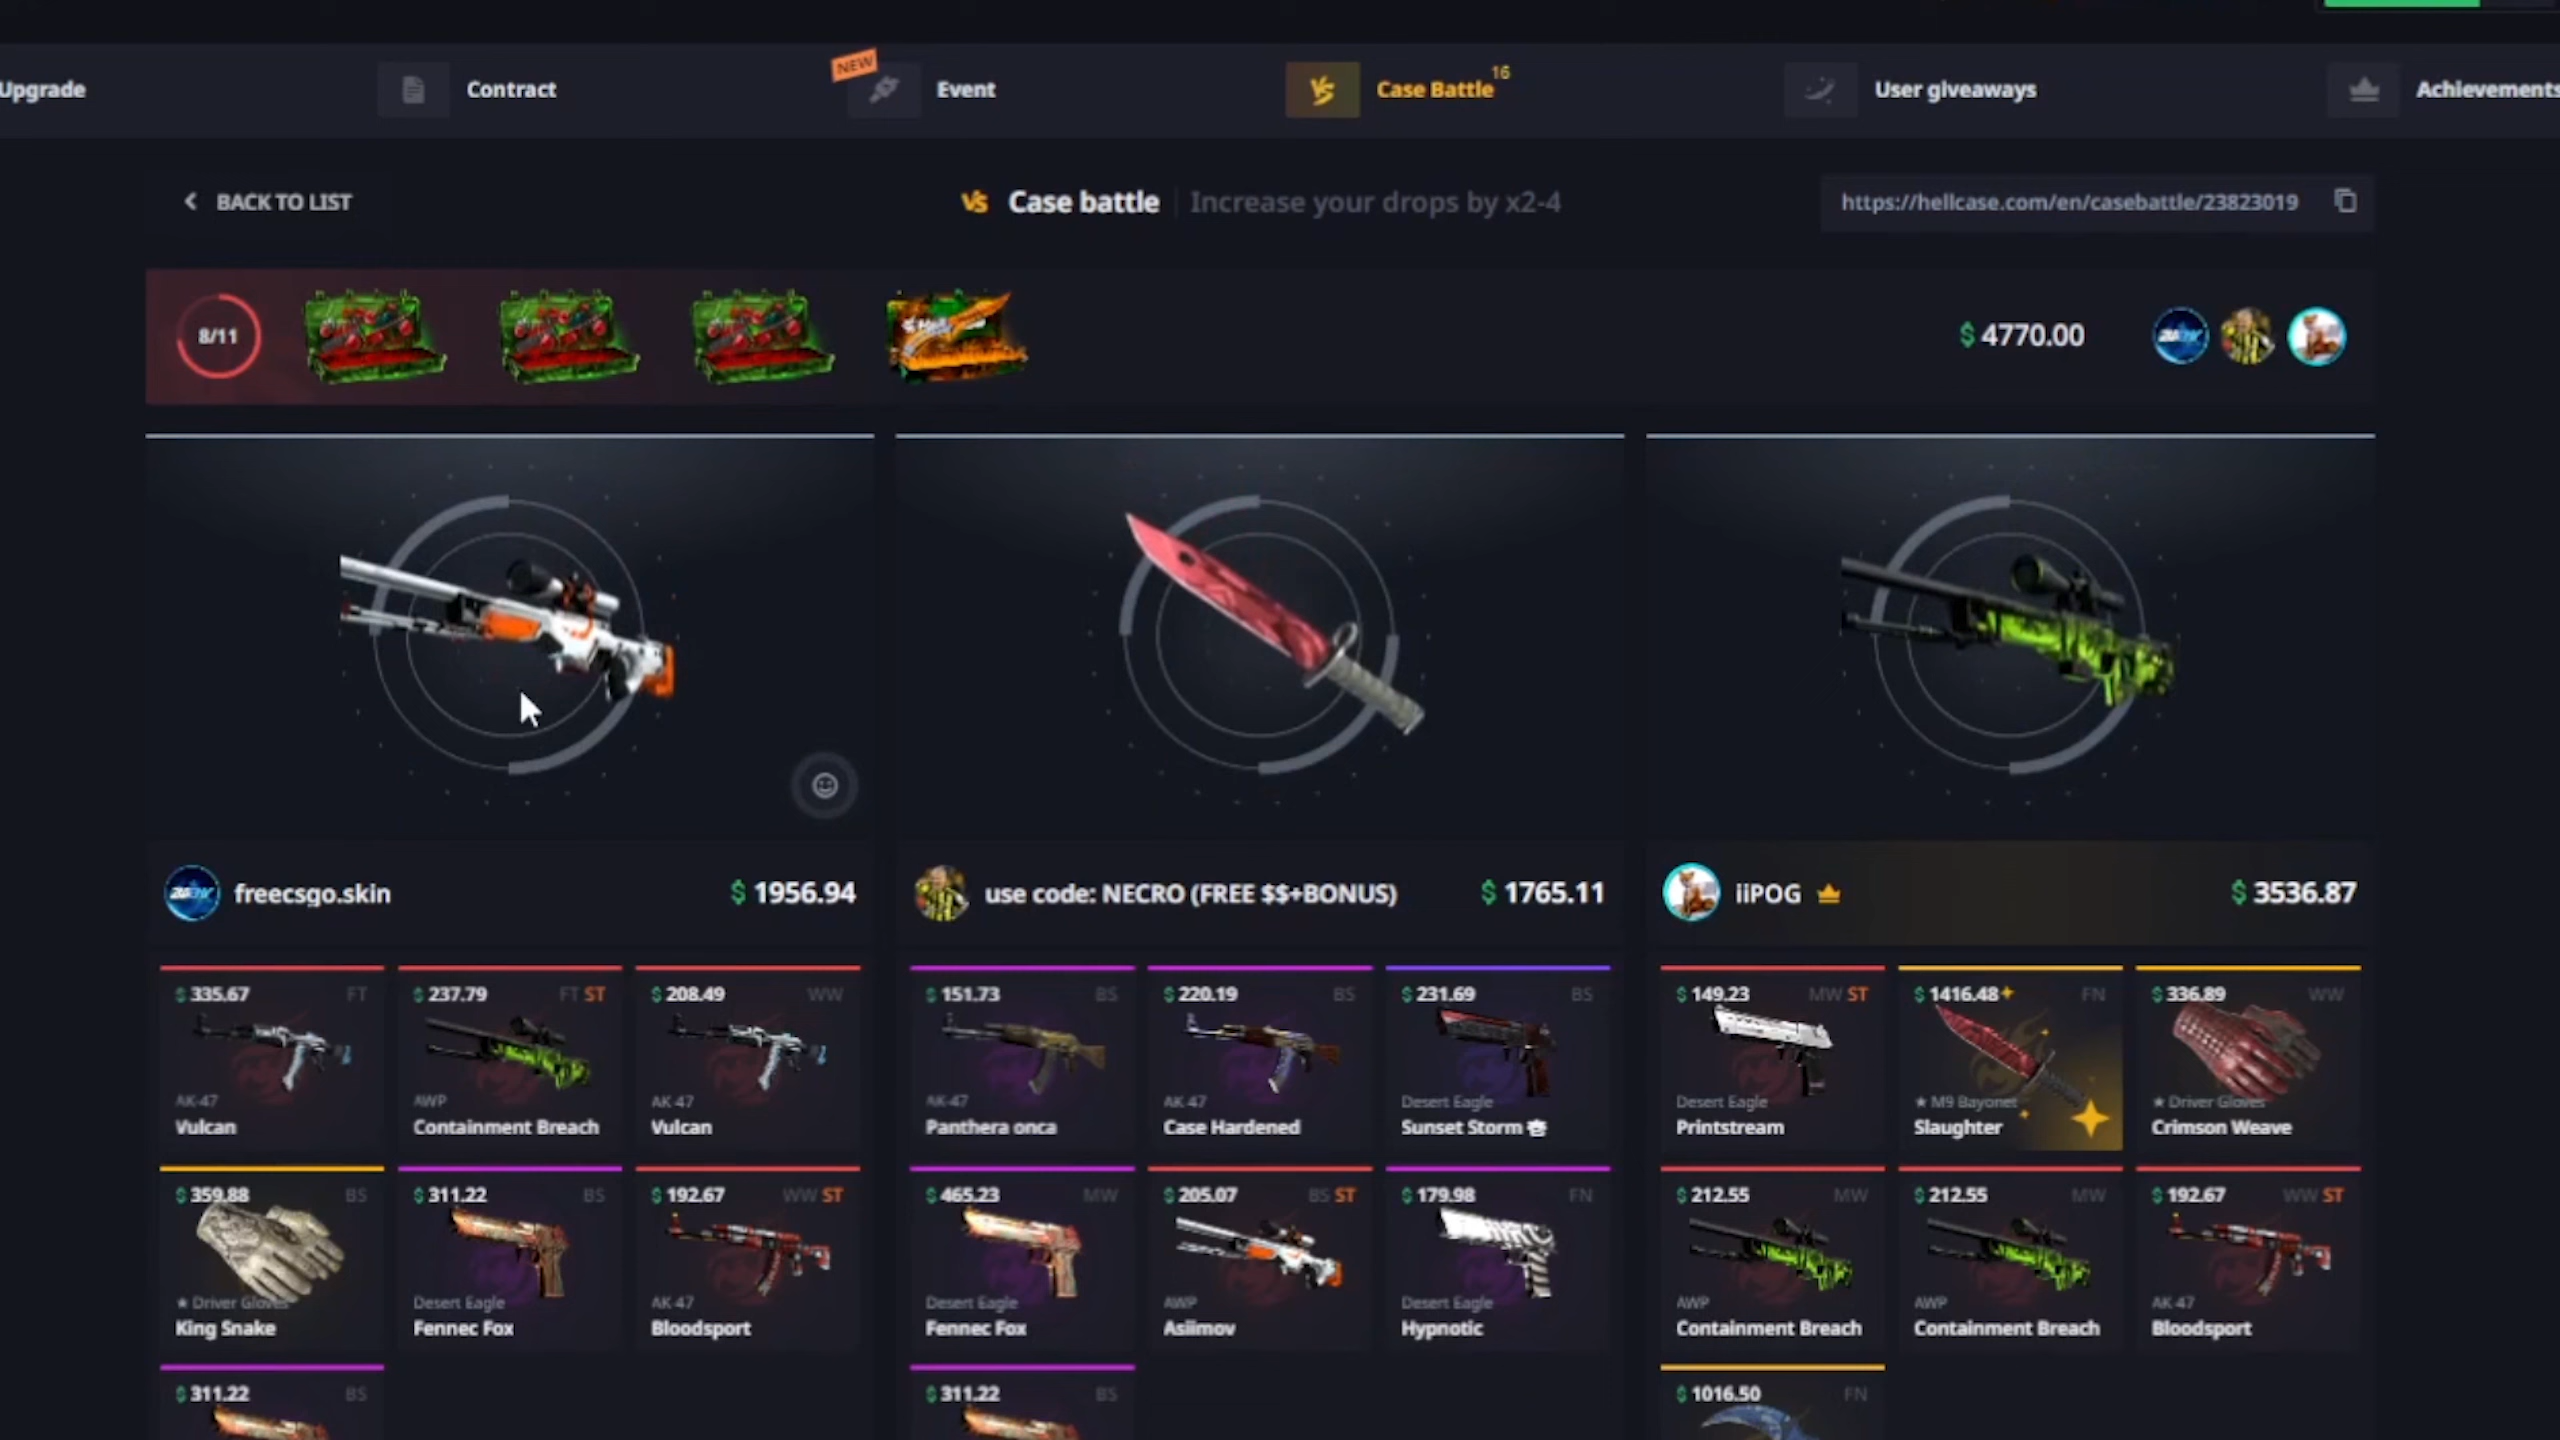 Upgrade
Contract
NEW
Event
Case Battle 16
User giveaways
Achievements
BACK TO LIST
VS Case battle | Increase your drops by x2-4
https://hellcase.com/en/casebattle/23823019
8/11
$ 4770.00
freecsgo.skin $ 1956.94
use code: NECRO (FREE $$+BONUS) $ 1765.11
iiPOG $ 3536.87
$ 335.67 FT
AK-47
Vulcan
$ 237.79 FT ST
AWP
Containment Breach
$ 208.49 WW
AK-47
Vulcan
$ 151.73 BS
AK-47
Panthera onca
$ 220.19 BS
AK-47
Case Hardened
$ 231.69 BS
Desert Eagle
Sunset Storm 壱
$ 149.23 MW ST
Desert Eagle
Printstream
$ 1416.48 FN
★ M9 Bayonet
Slaughter
$ 336.89 WW
★ Driver Gloves
Crimson Weave
$ 359.88 BS
★ Driver Gloves
King Snake
$ 311.22 BS
Desert Eagle
Fennec Fox
$ 192.67 WW ST
AK-47
Bloodsport
$ 465.23 MW
Desert Eagle
Fennec Fox
$ 205.07 BS ST
AWP
Asiimov
$ 179.98 FN
Desert Eagle
Hypnotic
$ 212.55 MW
AWP
Containment Breach
$ 212.55 MW
AWP
Containment Breach
$ 192.67 WW ST
AK-47
Bloodsport
$ 311.22 BS
$ 311.22 BS
$ 1016.50 FN